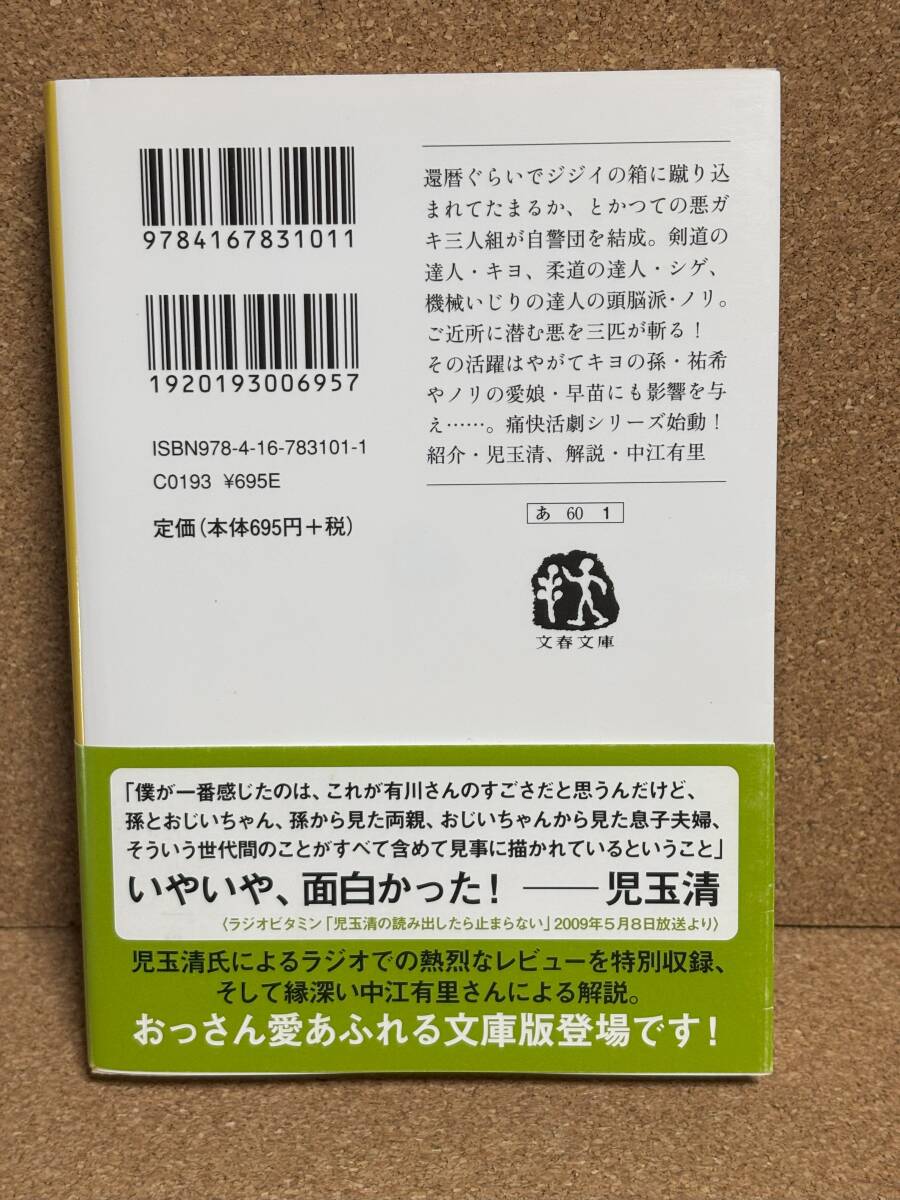 9784167831011
1920193006957
ISBN978-4-16-783101-1
C0193 ¥695E
定価(本体695円+税)
還暦ぐらいでジジイの箱に蹴り込
まれてたまるか、とかつての悪ガ
キ三人組が自警団を結成。剣道の
達人・キヨ、柔道の達人・シゲ、
機械いじりの達人の頭脳派・ノリ。
ご近所に潜む悪を三匹が斬る!
その活躍はやがてキヨの孫・祐希
やノリの愛娘・早苗にも影響を与
え……。痛快活劇シリーズ始動!
紹介・児玉清、解説・中江有里
あ 60 1
文春文庫
「僕が一番感じたのは、これが有川さんのすごさだと思うんだけど、
孫とおじいちゃん、孫から見た両親、おじいちゃんから見た息子夫婦、
そういう世代間のことがすべて含めて見事に描かれているということ」
いやいや、面白かった! ――児玉清
〈ラジオビタミン「児玉清の読み出したら止まらない」2009年5月8日放送より〉
児玉清氏によるラジオでの熱烈なレビューを特別収録、
そして縁深い中江有里さんによる解説。
おっさん愛あふれる文庫版登場です!